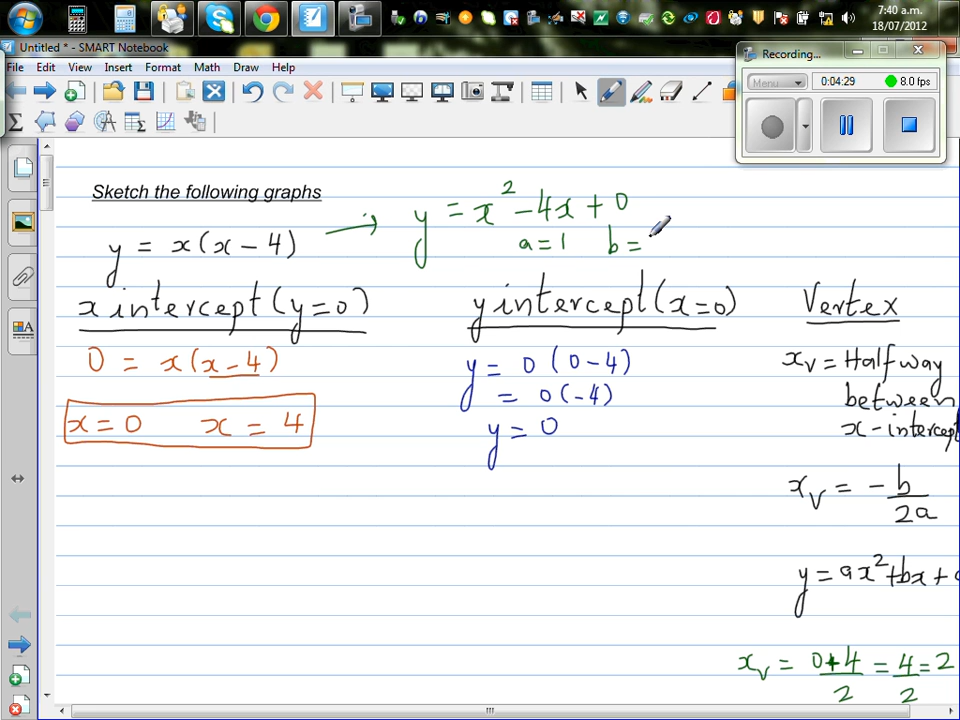 7:40 a.m.
18/07/2012
Untitled * - SMART Notebook
File Edit View Insert Format Math Draw Help
Recording...
Menu 0:04:29 8.0 fps
Sketch the following graphs
y = x(x - 4) → y = x² - 4x + 0
a = 1 b =
x intercept (y=0)
0 = x(x - 4)
x = 0 x = 4
y intercept (x=0)
y = 0 (0 - 4)
= 0(-4)
y = 0
Vertex
xᵥ = Halfway
between
x-intercept
xᵥ = -b/2a
y = ax² + bx +
xᵥ = 0+4/2 = 4/2 = 2